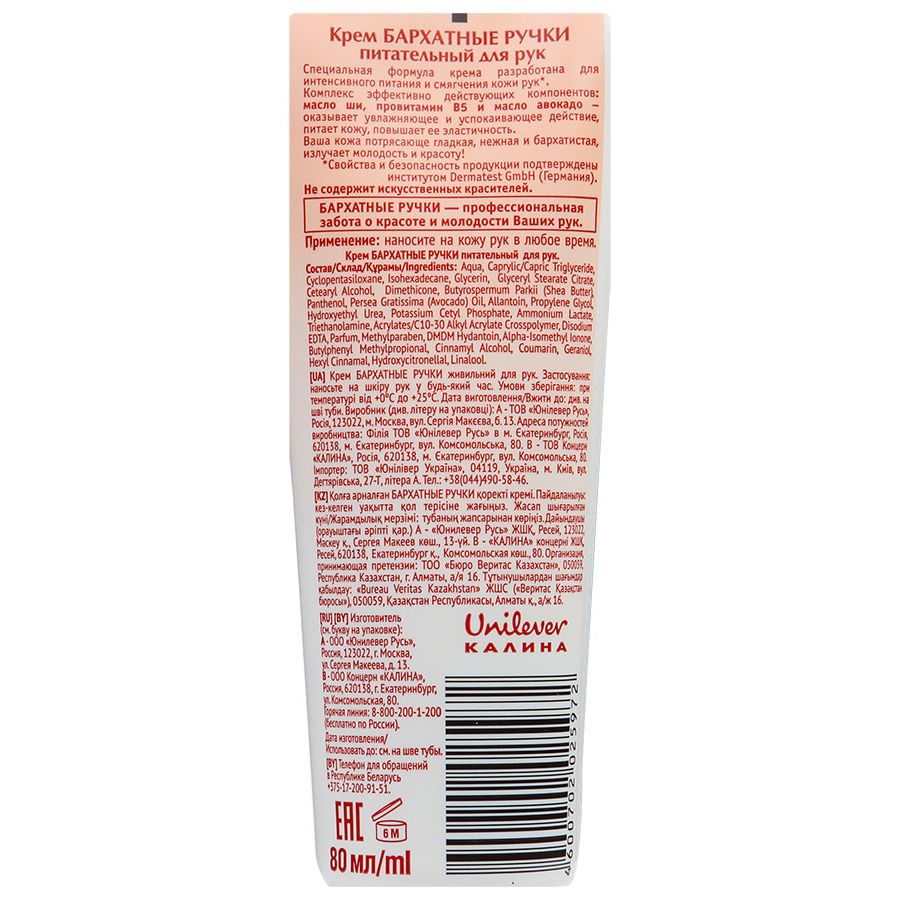 Крем БАРХАТНЫЕ РУЧКИ
питательный для рук
Специальная формула крема разработана для
интенсивного питания и смягчения кожи рук*.
Комплекс эффективно действующих компонентов:
масло ши, провитамин B5 и масло авокадо –
оказывает увлажняющее и успокаивающее действие,
питает кожу, повышает ее эластичность.
Ваша кожа потрясающе гладкая, нежная и бархатистая,
излучает молодость и красоту!
*Свойства и безопасность продукции подтверждены
институтом Dermatest GmbH (Германия).
Не содержит искусственных красителей.
БАРХАТНЫЕ РУЧКИ — профессиональная
забота о красоте и молодости Ваших рук.
Применение: наносите на кожу рук в любое время.
Крем БАРХАТНЫЕ РУЧКИ питательный для рук.
Состав/Склад/Құрамы/Ingredients: Aqua, Caprylic/Capric Triglyceride,
Cyclopentasiloxane, Isohexadecane, Glycerin, Glyceryl Stearate Citrate,
Cetearyl Alcohol, Dimethicone, Butyrospermum Parkii (Shea Butter),
Panthenol, Persea Gratissima (Avocado) Oil, Allantoin, Propylene Glycol,
Hydroxyethyl Urea, Potassium Cetyl Phosphate, Ammonium Lactate,
Triethanolamine, Acrylates/C10-30 Alkyl Acrylate Crosspolymer, Disodium
EDTA, Parfum, Methylparaben, DMDM Hydantoin, Alpha-Isomethyl Ionone,
Butylphenyl Methylpropional, Cinnamyl Alcohol, Coumarin, Geraniol,
Hexyl Cinnamal, Hydroxycitronellal, Linalool.
[UA] Крем БАРХАТНЫЕ РУЧКИ живильний для рук. Застосування:
наносьте на шкіру рук у будь-який час. Умови зберігання: при
температурі від +0°C до +25°C. Дата виготовлення/Вжити до: див. на
шві туби. Виробник (див. літеру на упаковці): А - ТОВ «Юнілевер Русь»,
Росія, 123022, м. Москва, вул. Сергія Макєєва, б. 13. Адреса потужностей
виробництва: Філія ТОВ «Юнілевер Русь» в м. Екатеринбург, Росія,
620138, м. Екатеринбург, вул. Комсомольська, 80. В - ТОВ Концерн
«КАЛИНА», Росія, 620138, м. Екатеринбург, вул. Комсомольська, 80.
Імпортер: ТОВ «Юнілівер Україна», 04119, Україна, м. Київ, вул.
Дегтярівська, 27-Т, літера А. Тел.: +38(044)490-58-46.
[KZ] Қолға арналған БАРХАТНЫЕ РУЧКИ қоректі кремі. Пайдаланылуы:
кез-келген уақытта қол терісіне жағыңыз. Жасап шығарылған
күні/Жарамдылық мерзімі: тубаның жапсарынан көріңіз. Дайындаушы
(орауыштағы әріпті қар.) А - «Юнилевер Русь» ЖШҚ, Ресей, 123022,
Мәскеу қ., Сергея Макеев көш., 13-үй. В - «КАЛИНА» концерні ЖШҚ,
Ресей, 620138, Екатеринбург қ., Комсомольская көш., 80. Организация,
принимающая претензии: ТОО «Бюро Веритас Казахстан», 050059,
Республика Казахстан, г. Алматы, а/я 16. Тұтынушылардан шағымдар
қабылдау: «Bureau Veritas Kazakhstan» ЖШС («Веритас Қазақстан
бюросы»), 050059, Қазақстан Республикасы, Алматы қ., а/ж 16.
[RU] [BY] Изготовитель
(см. букву на упаковке):
А - ООО «Юнилевер Русь»,
Россия, 123022, г. Москва,
ул. Сергея Макеева, д. 13.
В - ООО Концерн «КАЛИНА»,
Россия, 620138, г. Екатеринбург,
ул. Комсомольская, 80.
Горячая линия: 8-800-200-1-200
(бесплатно по России).
Дата изготовления/
Использовать до: см. на шве тубы.
[BY] Телефон для обращений
в Республике Беларусь
+375-17-200-91-51.
Unilever
КАЛИНА
EAC
6 M
80 мл/ml
4600702025972